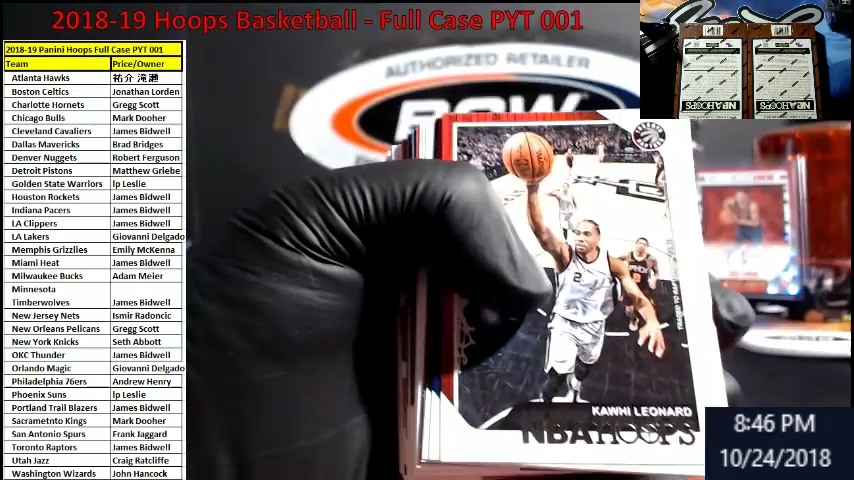 2018-19 Hoops Basketball - Full Case PYT 001
2018-19 Panini Hoops Full Case PYT 001
Team Price/Owner
Atlanta Hawks 祐介 滝瀬
Boston Celtics Jonathan Lorden
Charlotte Hornets Gregg Scott
Chicago Bulls Mark Dooher
Cleveland Cavaliers James Bidwell
Dallas Mavericks Brad Bridges
Denver Nuggets Robert Ferguson
Detroit Pistons Matthew Griebe
Golden State Warriors lp Leslie
Houston Rockets James Bidwell
Indiana Pacers James Bidwell
LA Clippers James Bidwell
LA Lakers Giovanni Delgado
Memphis Grizzlies Emily McKenna
Miami Heat James Bidwell
Milwaukee Bucks Adam Meier
Minnesota
Timberwolves James Bidwell
New Jersey Nets Ismir Radoncic
New Orleans Pelicans Gregg Scott
New York Knicks Seth Abbott
OKC Thunder James Bidwell
Orlando Magic Giovanni Delgado
Philadelphia 76ers Andrew Henry
Phoenix Suns lp Leslie
Portland Trail Blazers James Bidwell
Sacrametnto Kings Mark Dooher
San Antonio Spurs Frank Jaggard
Toronto Raptors James Bidwell
Utah Jazz Craig Ratcliffe
Washington Wizards John Hancock
AUTHORIZED RETAILER
KAWHI LEONARD
NBA HOOPS
2
NBA HOOPS
NBA HOOPS
8:46 PM
10/24/2018